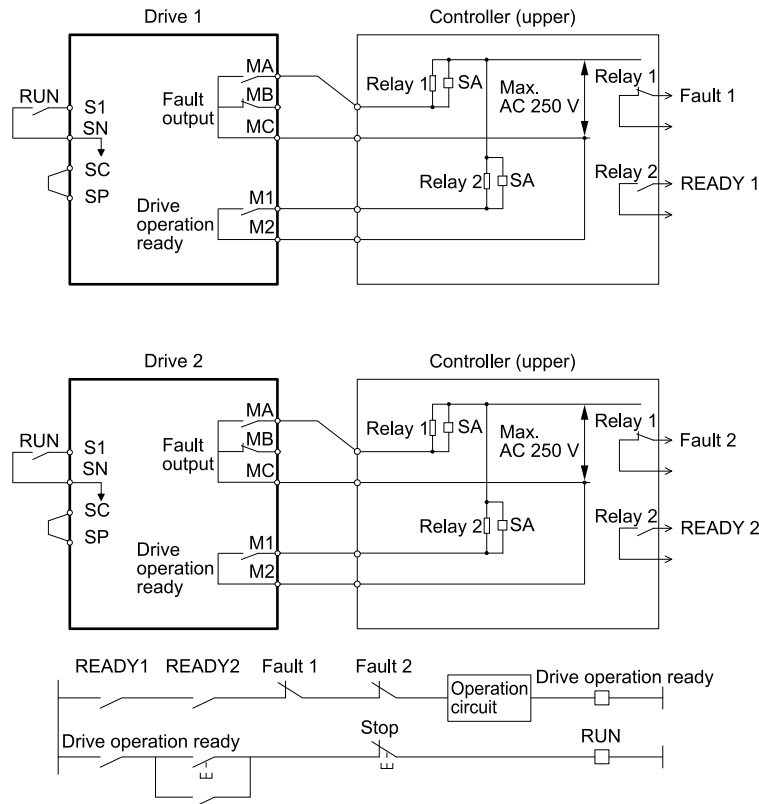 Drive 1
Controller (upper)
RUN
S1
SN
SC
SP
Fault
output
MA
MB
MC
Drive
operation
ready
M1
M2
Relay 1
SA
Relay 2
SA
Max.
AC 250 V
Relay 1
Fault 1
Relay 2
READY 1
Drive 2
Controller (upper)
RUN
S1
SN
SC
SP
Fault
output
MA
MB
MC
Drive
operation
ready
M1
M2
Relay 1
SA
Relay 2
SA
Max.
AC 250 V
Relay 1
Fault 2
Relay 2
READY 2
READY1
READY2
Fault 1
Fault 2
Operation
circuit
Drive operation ready
Drive operation ready
Stop
RUN